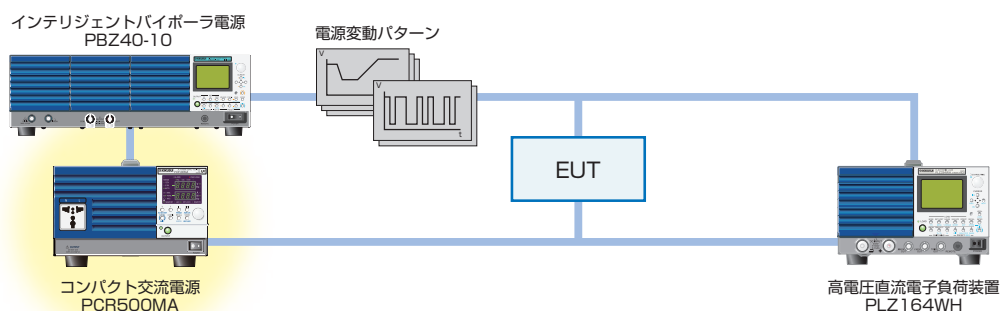 インテリジェントバイポーラ電源
PBZ40-10
電源変動パターン
V
V
t
EUT
コンパクト交流電源
PCR500MA
高電圧直流電子負荷装置
PLZ164WH